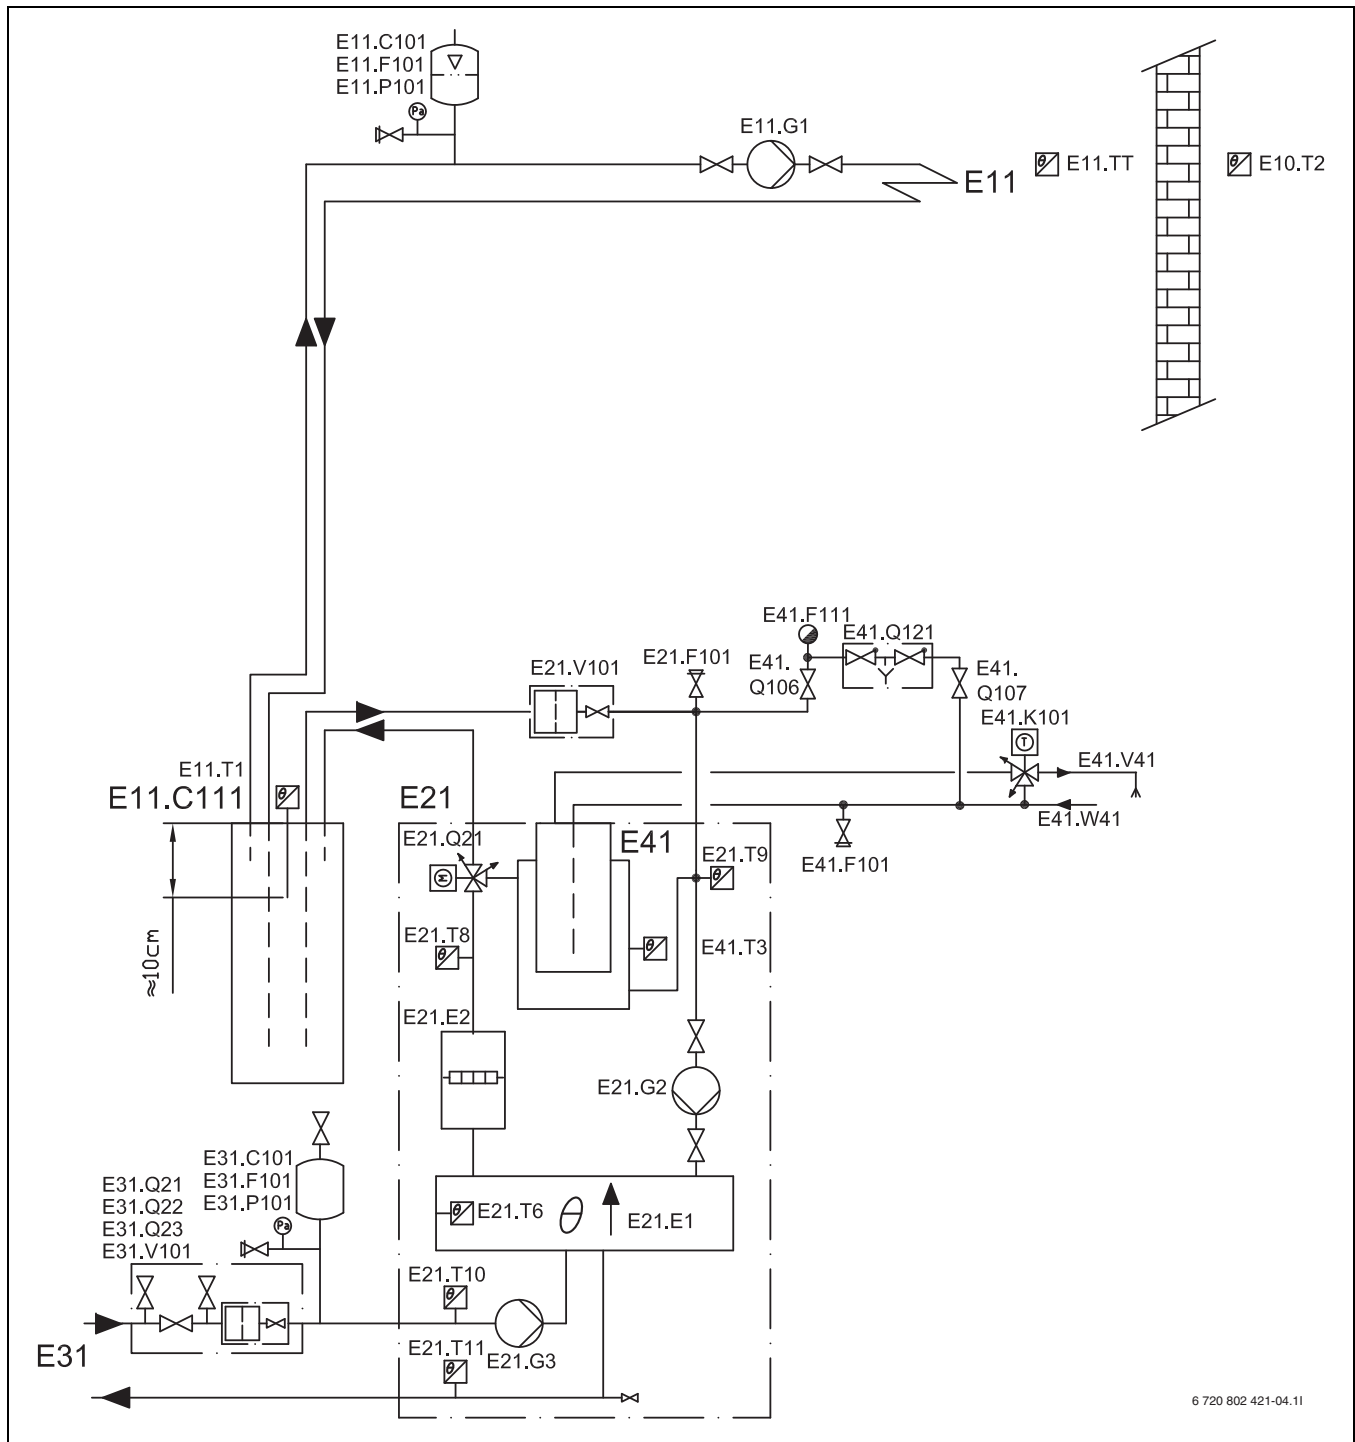 E11.C101
E11.F101
E11.P101
Pa
E11.G1
E11
θ E11.TT
θ E10.T2
E41.F111
E41.Q121
E21.F101
E41.
Q106
E21.V101
E41.
Q107
E41.K101
T
E41.V41
E11.T1
θ
E11.C111
E21
E41.W41
E21.Q21
E41
E21.T9
θ
E41.F101
M
≈10cm
E21.T8
θ
θ
E41.T3
E21.E2
E21.G2
E31.C101
E31.F101
E31.P101
Pa
E31.Q21
E31.Q22
E31.Q23
E31.V101
θ E21.T6
θ
E21.E1
E21.T10
θ
E21.T11
θ
E21.G3
E31
6 720 802 421-04.1I